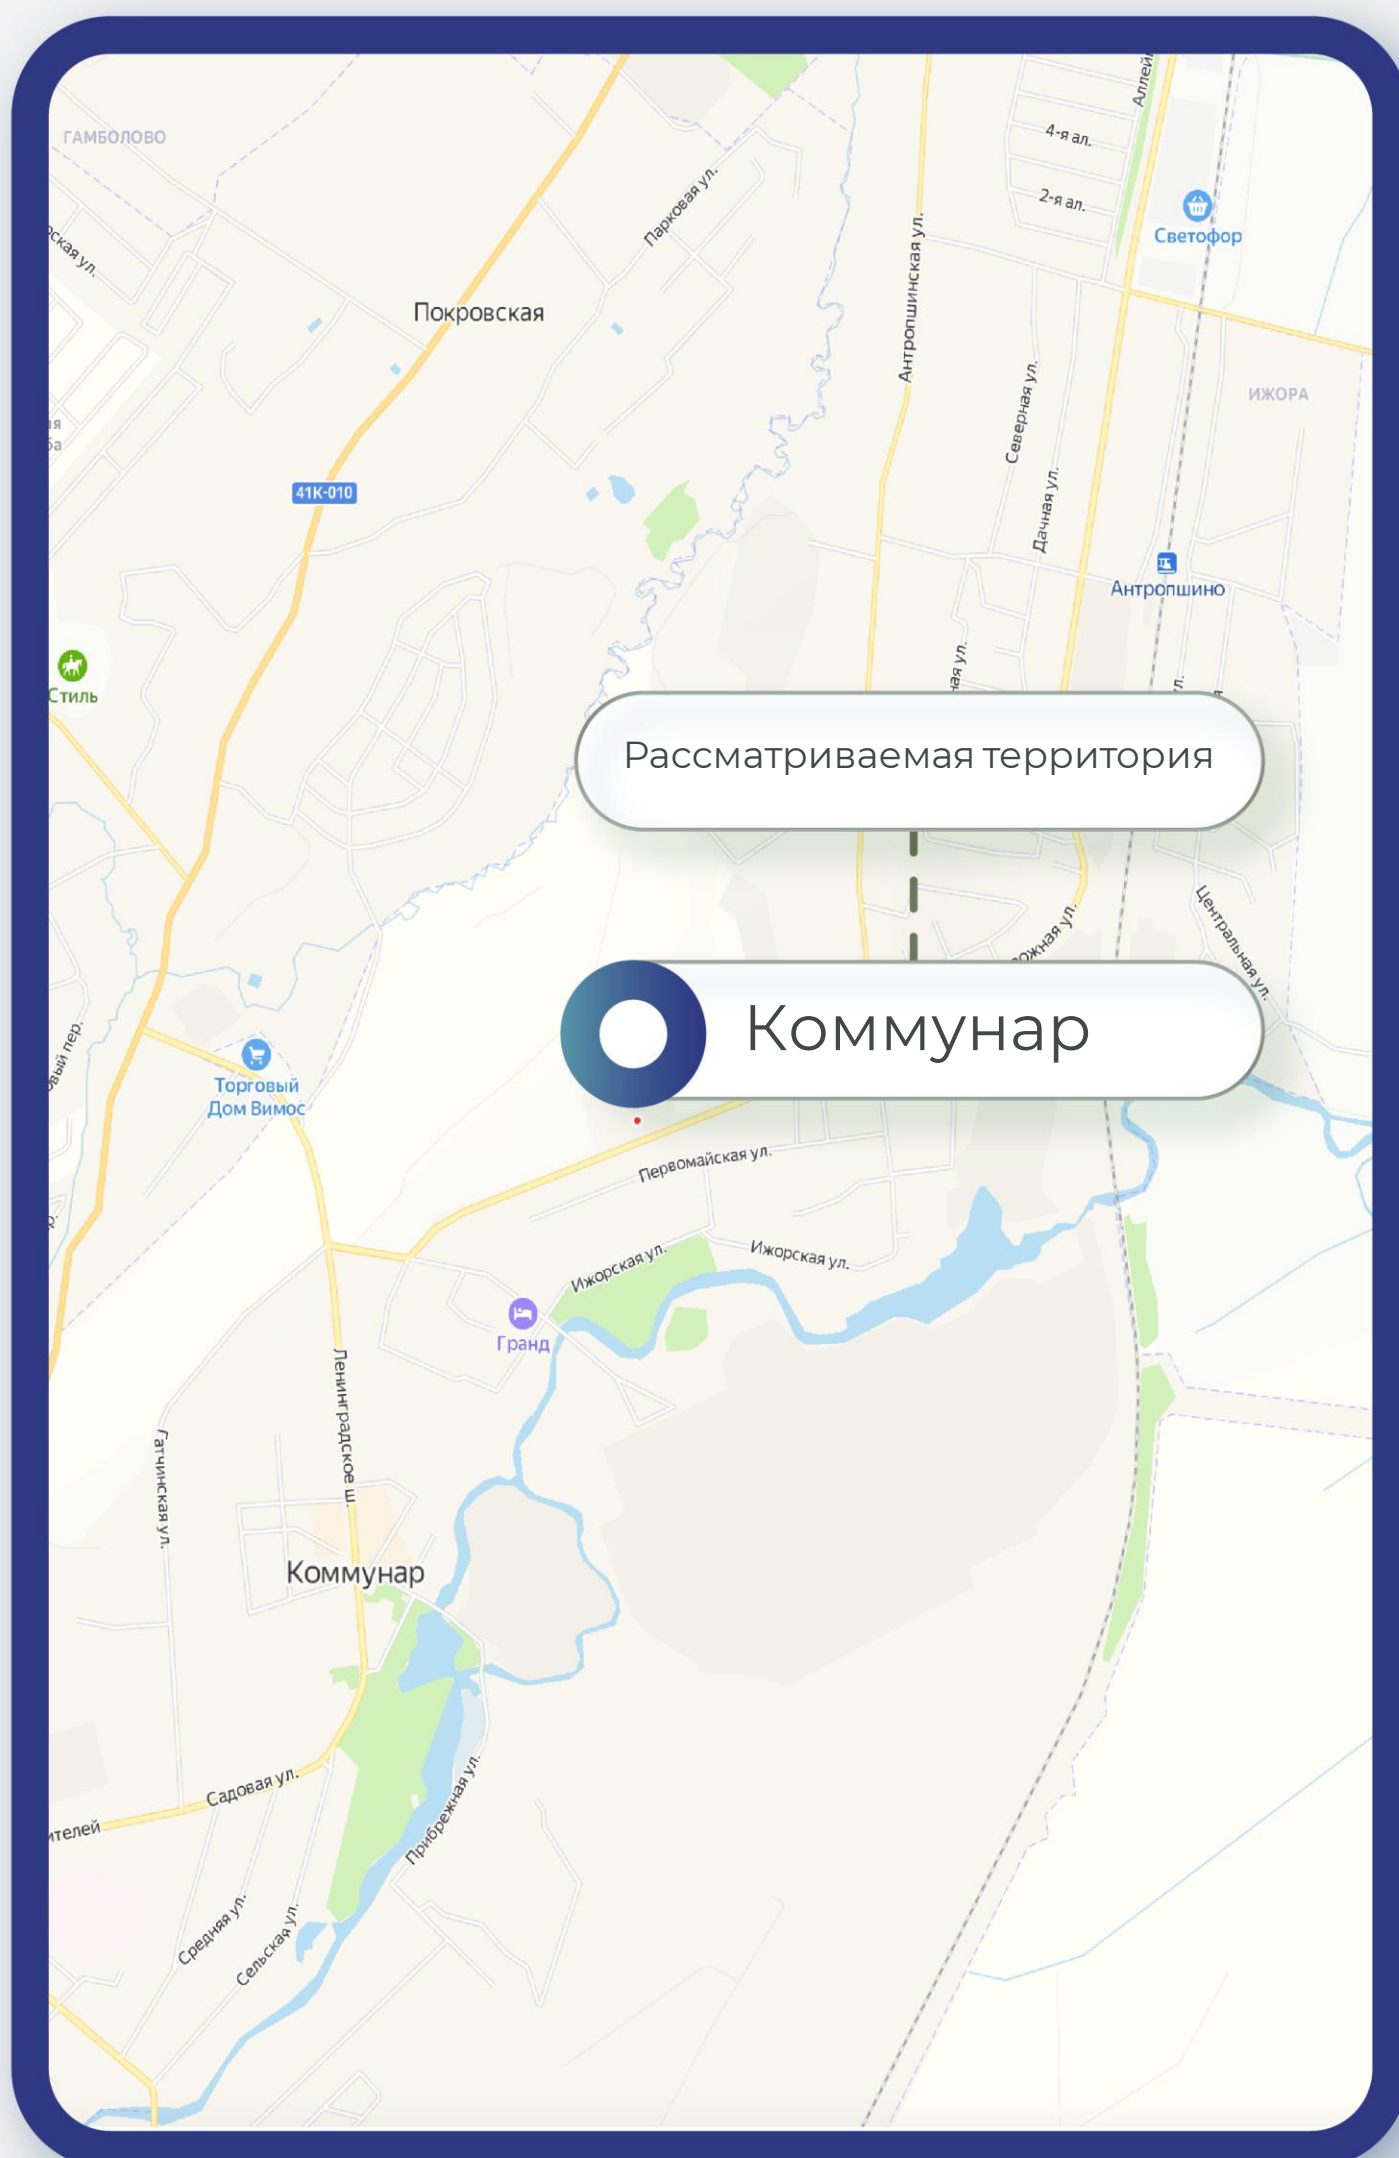 ГАМБОЛОВО
Аллей
4-я ал.
2-я ал.
Светофор
Парковая ул.
Покровская
Антропшинская ул.
Северная ул.
ИЖОРА
41К-010
Дачная ул.
Антропшино
Стиль
Рассматриваемая территория
Центральная ул.
Коммунар
Торговый
Дом Вимос
Первомайская ул.
Ижорская ул.
Ижорская ул.
Гранд
Ленинградское ш.
Гатчинская ул.
Коммунар
Садовая ул.
Прибрежная ул.
Средняя ул.
Сельская ул.